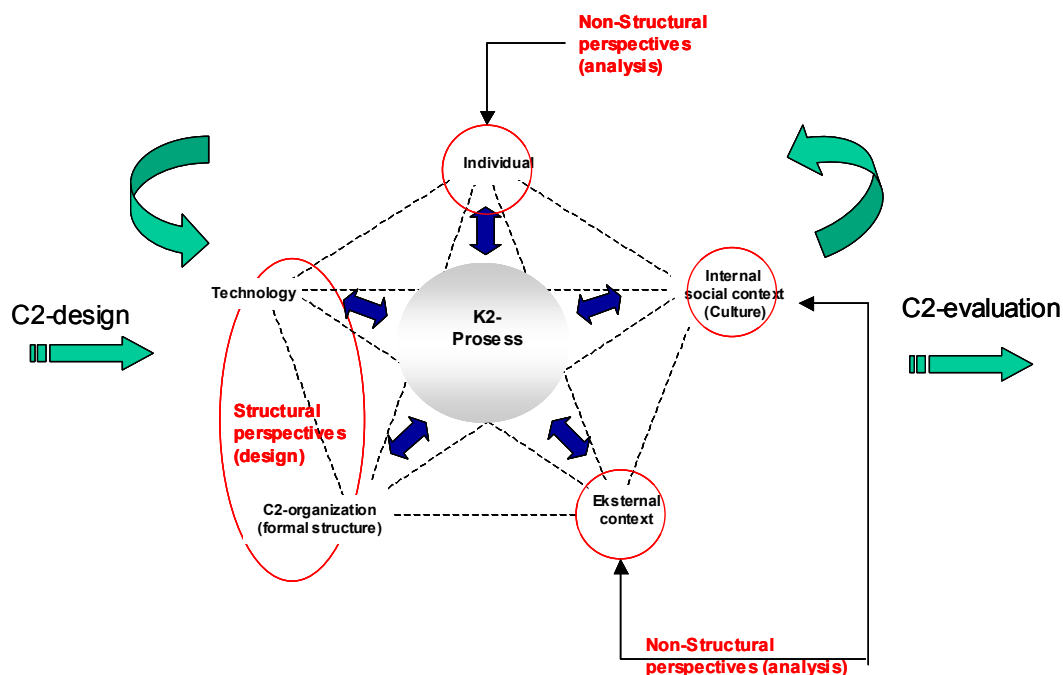 Non-Structural
perspectives
(analysis)
Individual
Technology
Internal
social context
(Culture)
C2-design
K2-
Prosess
C2-evaluation
Structural
perspectives
(design)
C2-organization
(formal structure)
Eksternal
context
Non-Structural
perspectives (analysis)